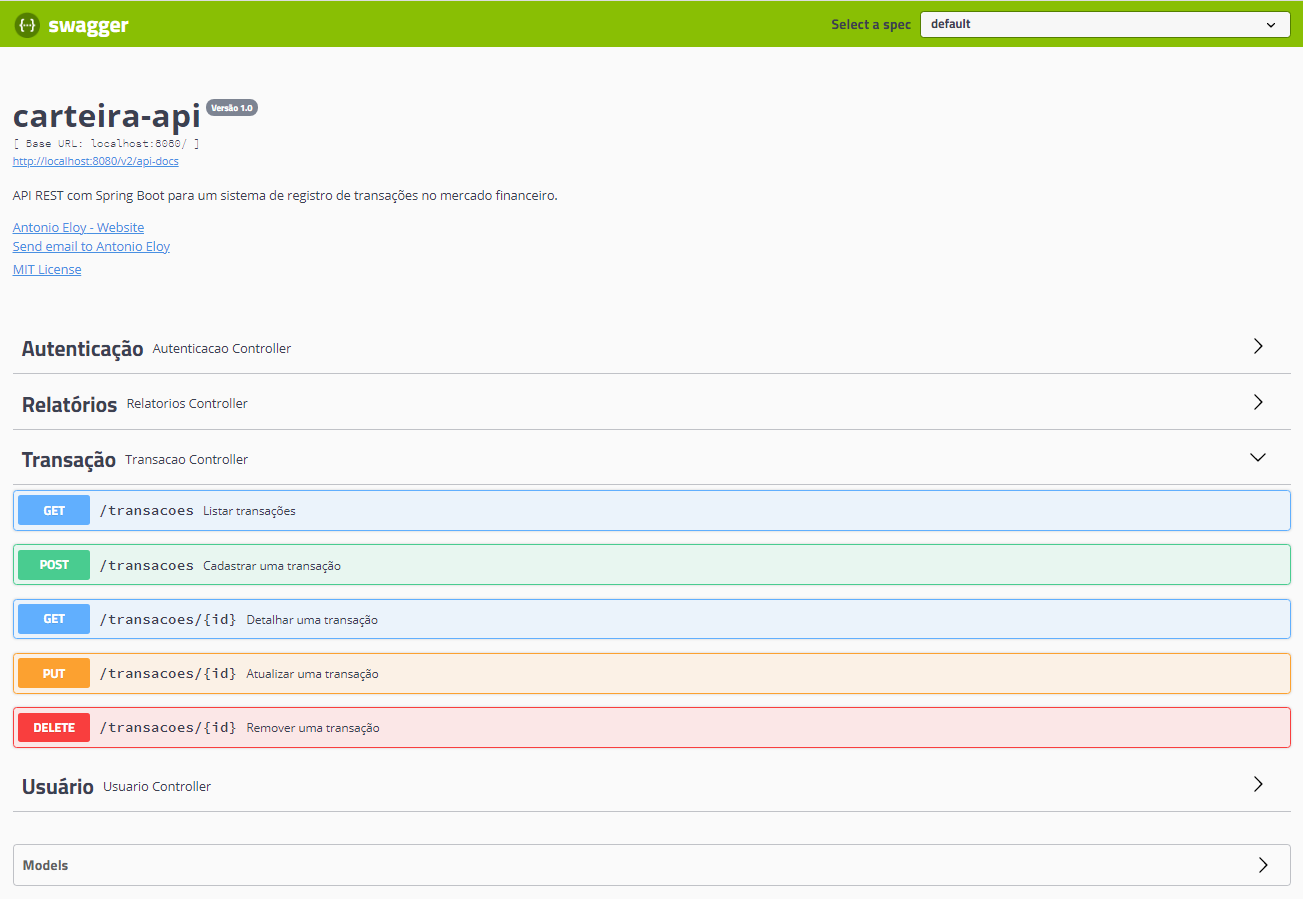 {···} swagger Select a spec default
carteira-api Versão 1.0
[ Base URL: localhost:8080/ ]
http://localhost:8080/v2/api-docs
API REST com Spring Boot para um sistema de registro de transações no mercado financeiro.
Antonio Eloy - Website
Send email to Antonio Eloy
MIT License
Autenticação Autenticacao Controller
Relatórios Relatorios Controller
Transação Transacao Controller
GET /transacoes Listar transações
POST /transacoes Cadastrar uma transação
GET /transacoes/{id} Detalhar uma transação
PUT /transacoes/{id} Atualizar uma transação
DELETE /transacoes/{id} Remover uma transação
Usuário Usuario Controller
Models